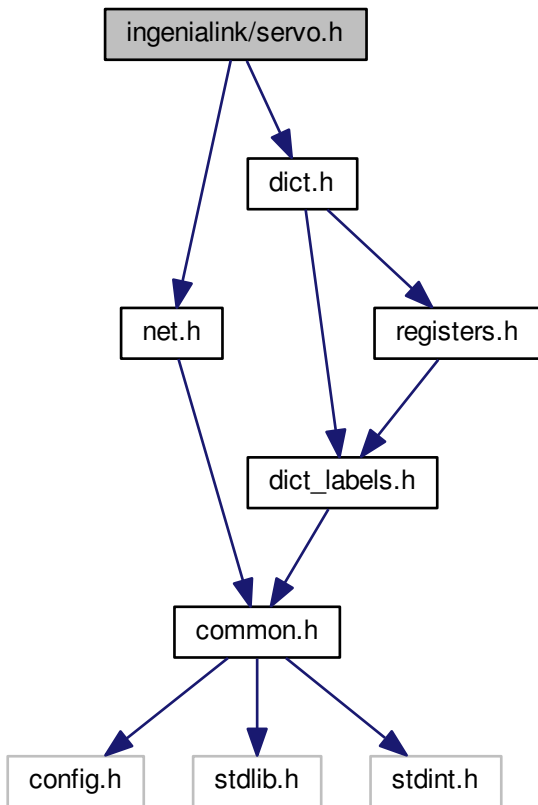 ingenialink/servo.h
dict.h
net.h
registers.h
dict_labels.h
common.h
config.h
stdlib.h
stdint.h